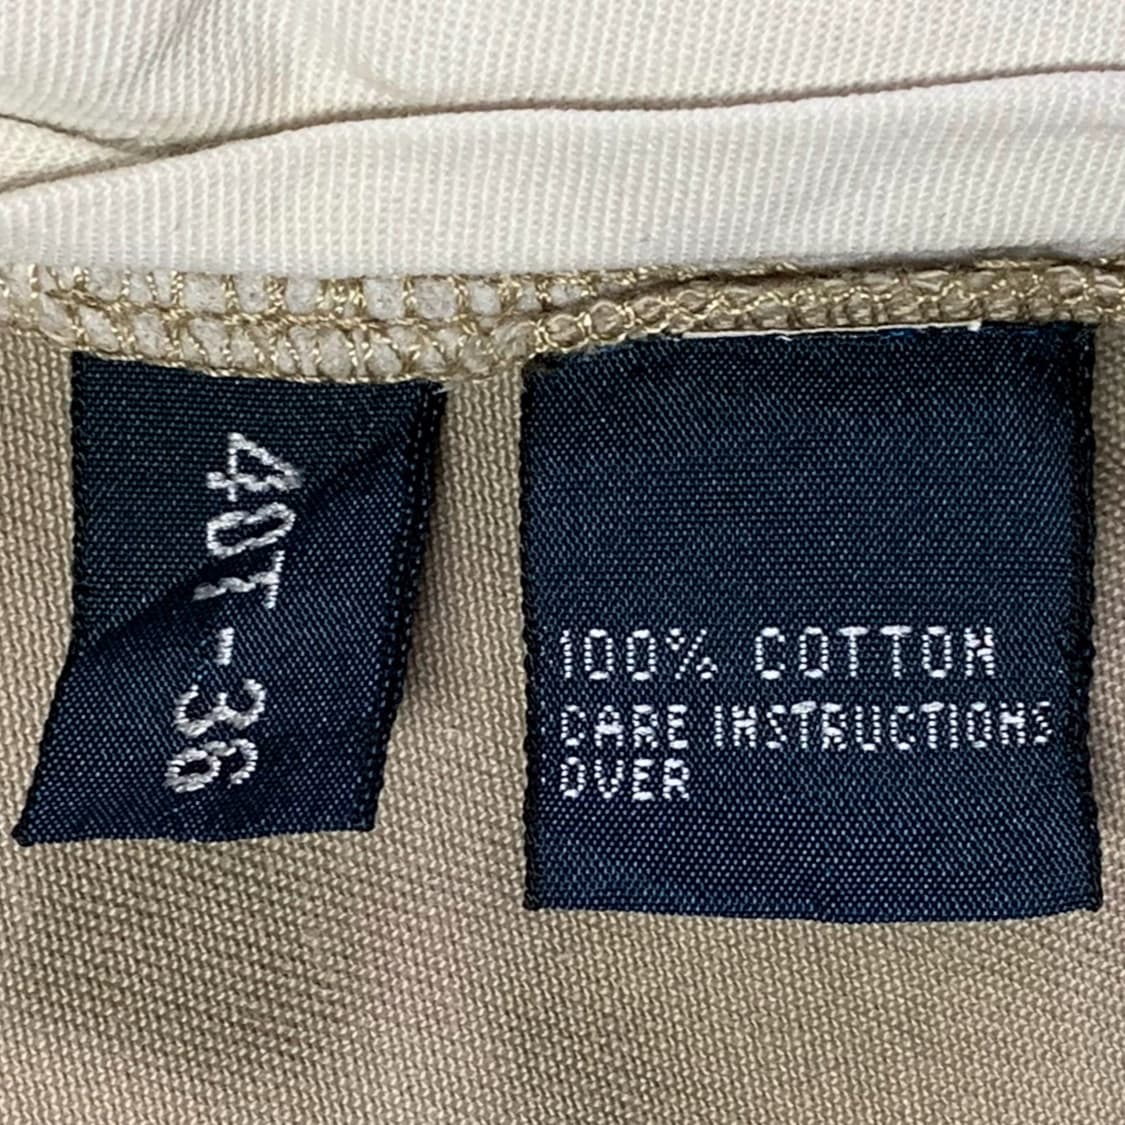 40T-36
100% COTTON
CARE INSTRUCTIONS
OVER